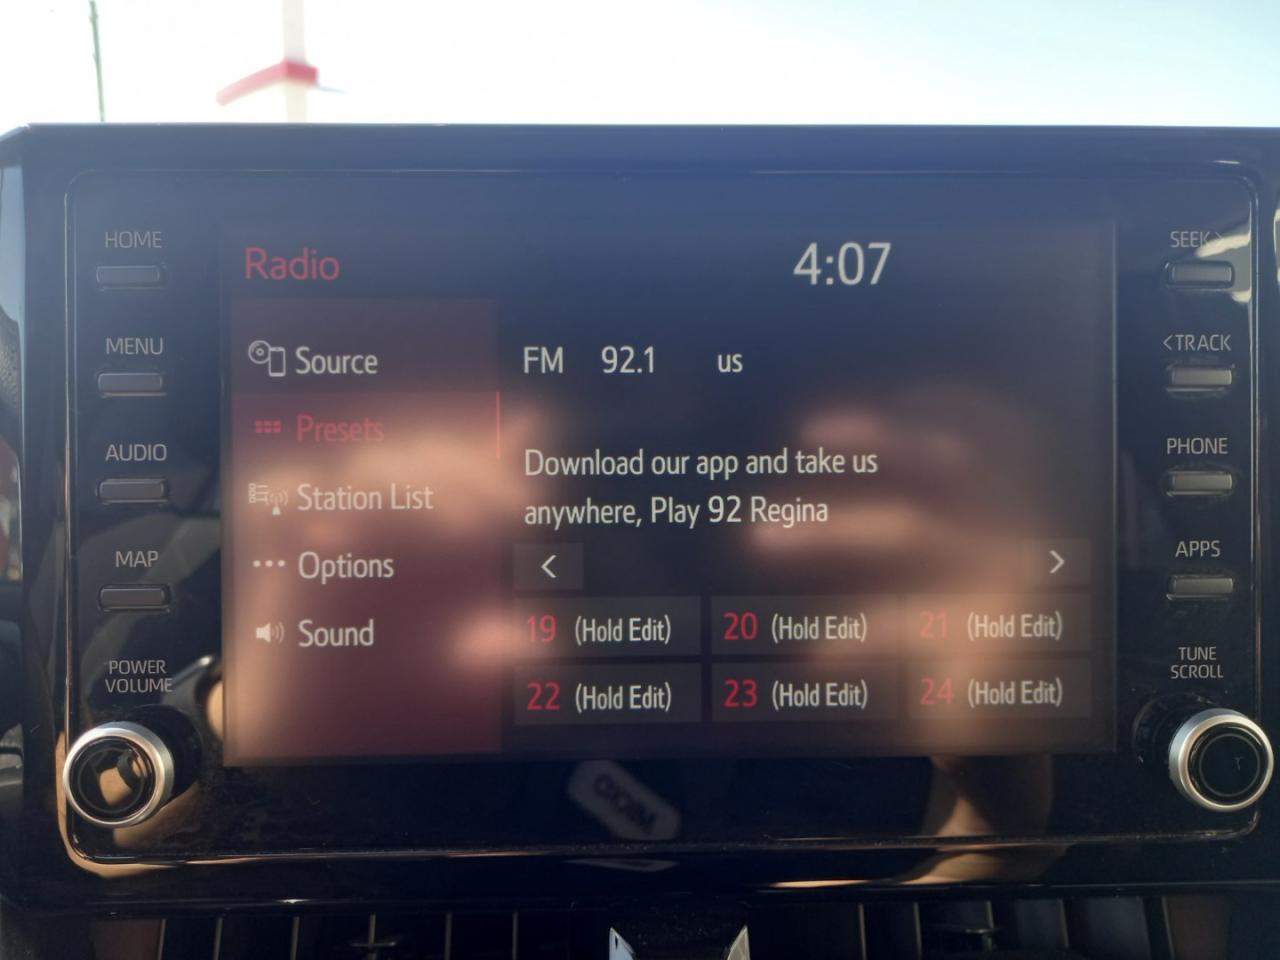 HOME
MENU
AUDIO
MAP
POWER
VOLUME
Radio
4:07
Source
Presets
Station List
Options
Sound
FM 92.1 us
Download our app and take us
anywhere, Play 92 Regina
<
>
19 (Hold Edit) 20 (Hold Edit) 21 (Hold Edit)
22 (Hold Edit) 23 (Hold Edit) 24 (Hold Edit)
SEEK>
<TRACK
PHONE
APPS
TUNE
SCROLL